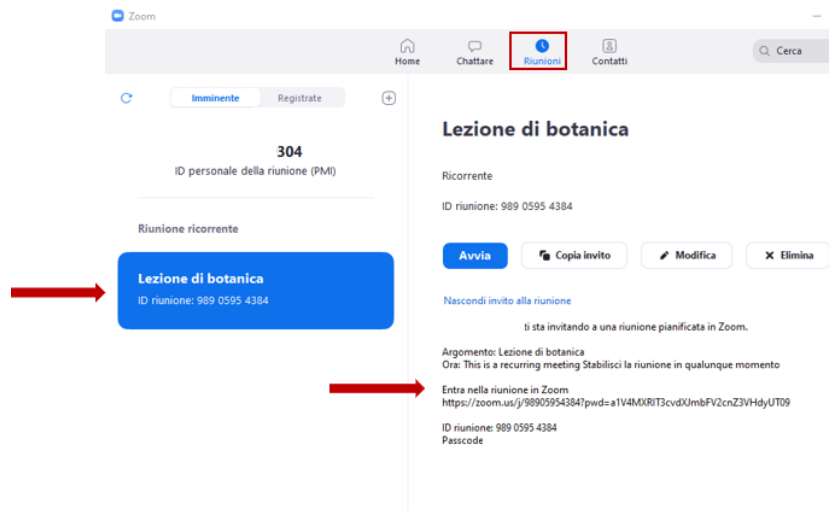 Zoom
Home
Chattare
Riunioni
Contatti
Cerca
Imminente
Registrate
304
ID personale della riunione (PMI)
Riunione ricorrente
Lezione di botanica
ID riunione: 989 0595 4384
Lezione di botanica
Ricorrente
ID riunione: 989 0595 4384
Avvia
Copia invito
Modifica
Elimina
Nascondi invito alla riunione
ti sta invitando a una riunione pianificata in Zoom.
Argomento: Lezione di botanica
Ora: This is a recurring meeting Stabilisci la riunione in qualunque momento
Entra nella riunione in Zoom
https://zoom.us/j/98905954384?pwd=a1V4MXRIT3cvdXJmbFV2cnZ3VHdyUT09
ID riunione: 989 0595 4384
Passcode